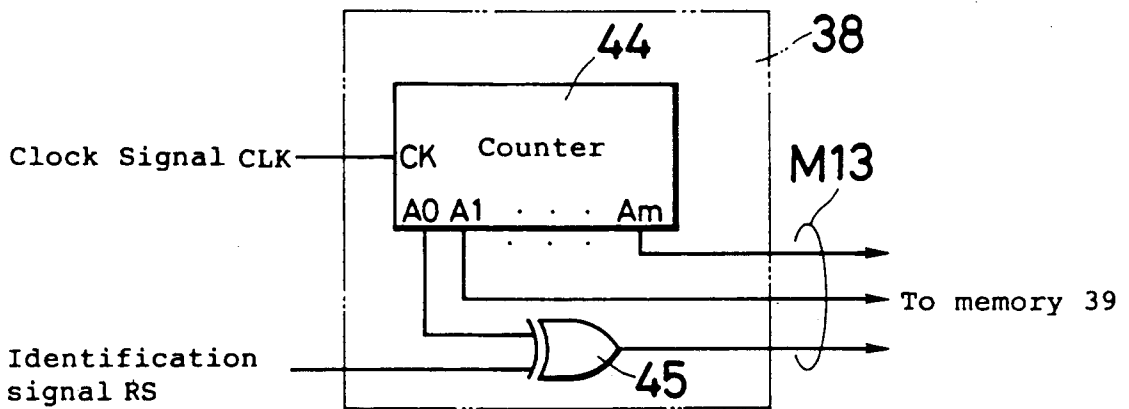 44
38
Clock Signal CLK
CK
Counter
M13
A0 A1 . . . Am
. . .
To memory 39
Identification
signal RS
45